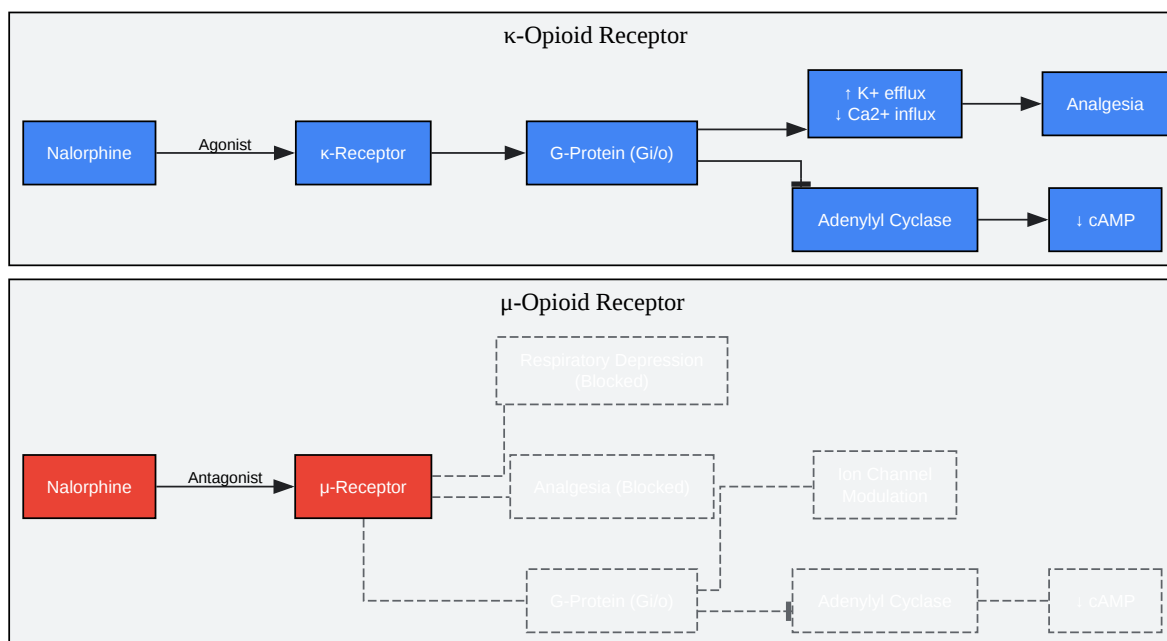 κ-Opioid Receptor
↑ K+ efflux
↓ Ca2+ influx
Analgesia
Nalorphine
Agonist
κ-Receptor
G-Protein (Gi/o)
Adenylyl Cyclase
↓ cAMP
μ-Opioid Receptor
Respiratory Depression
(Blocked)
Nalorphine
Antagonist
μ-Receptor
Analgesia (Blocked)
Ion Channel
Modulation
G-Protein (Gi/o)
Adenylyl Cyclase
↓ cAMP